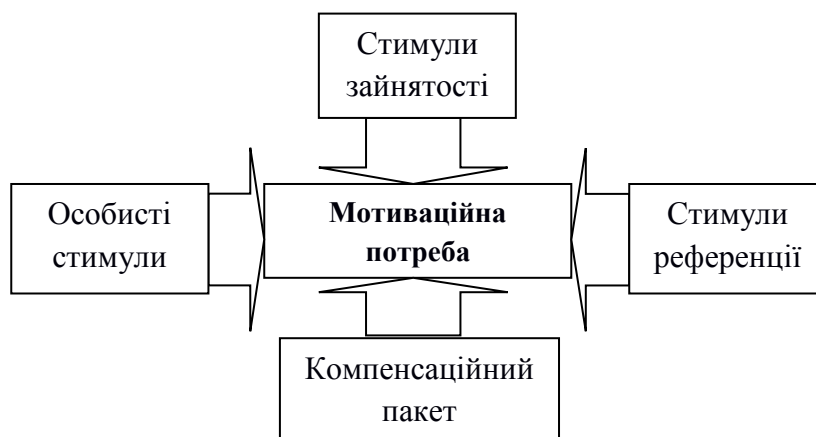 Стимули
зайнятості
Особисті
стимули
Мотиваційна
потреба
Стимули
референції
Компенсаційний
пакет